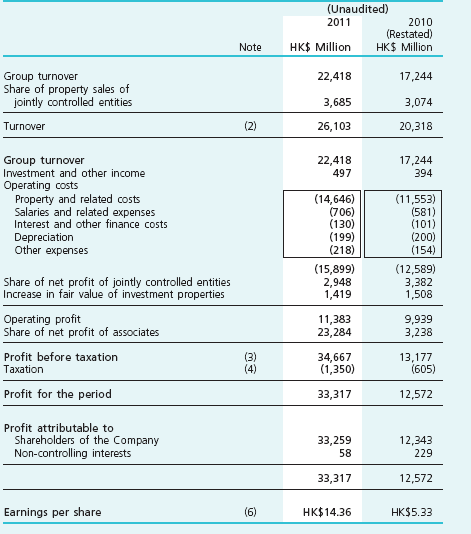 (Unaudited)
2011 2010
(Restated)
Note HK$ Million HK$ Million
Group turnover 22,418 17,244
Share of property sales of
jointly controlled entities 3,685 3,074
Turnover (2) 26,103 20,318
Group turnover 22,418 17,244
Investment and other income 497 394
Operating costs
Property and related costs (14,646) (11,553)
Salaries and related expenses (706) (581)
Interest and other finance costs (130) (101)
Depreciation (199) (200)
Other expenses (218) (154)
(15,899) (12,589)
Share of net profit of jointly controlled entities 2,948 3,382
Increase in fair value of investment properties 1,419 1,508
Operating profit 11,383 9,939
Share of net profit of associates 23,284 3,238
Profit before taxation (3) 34,667 13,177
Taxation (4) (1,350) (605)
Profit for the period 33,317 12,572
Profit attributable to
Shareholders of the Company 33,259 12,343
Non-controlling interests 58 229
33,317 12,572
Earnings per share (6) HK$14.36 HK$5.33